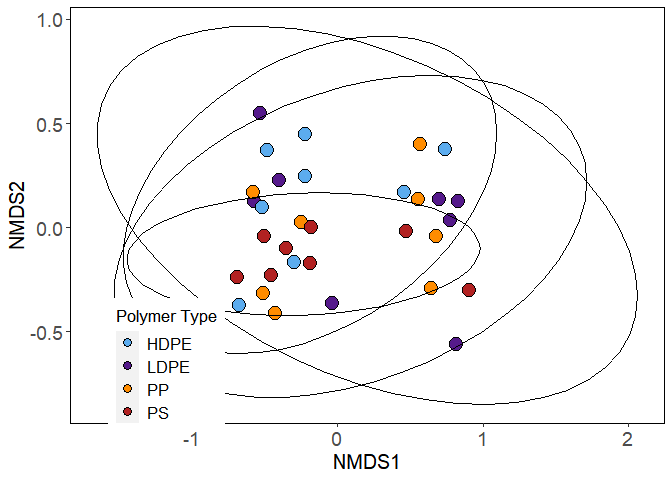 1.0
0.5
0.0
-0.5
NMDS2
Polymer Type
HDPE
LDPE
PP
PS
-1
0
1
2
NMDS1